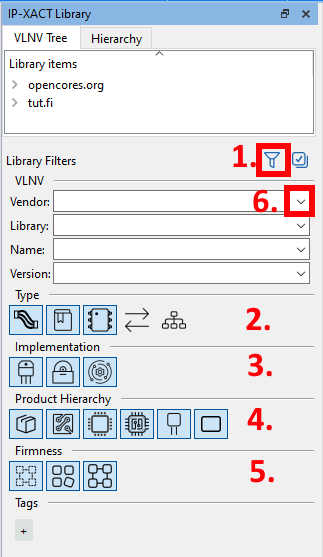 IP-XACT Library
VLNV Tree Hierarchy
Library items
opencores.org
tut.fi
1.
Library Filters
VLNV
Vendor: 6.
Library:
Name:
Version:
Type
2.
Implementation
3.
Product Hierarchy
4.
Firmness
5.
Tags
+